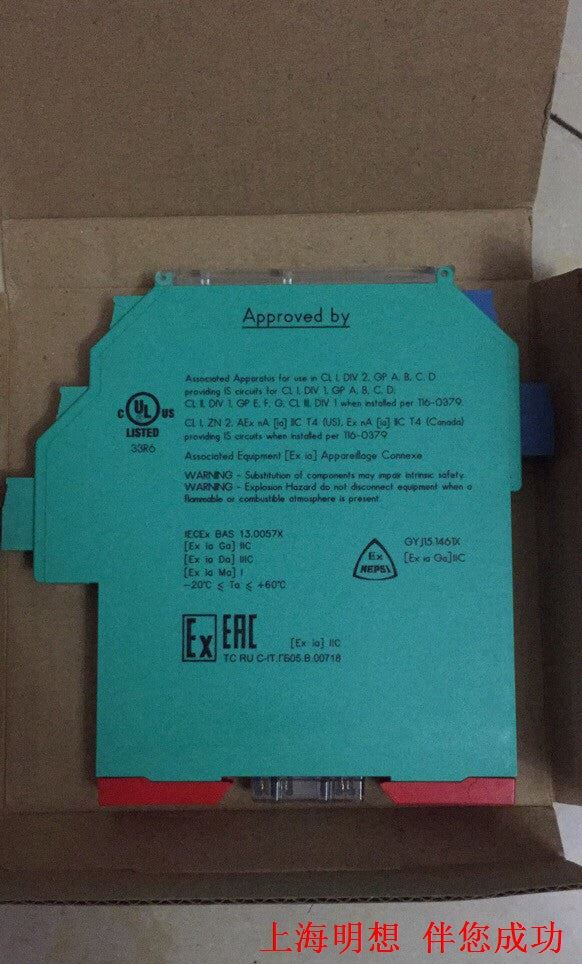 Approved by
Associated Apparatus for use in CL I, DIV 2, GP A, B, C, D
providing IS circuits for CL I, DIV 1, GP A, B, C, D;
CL II, DIV 1, GP E, F, G; CL III, DIV 1 when installed per 116-0379.
CL I, ZN 2, AEx nA [ia] IIC T4 (US), Ex nA [ia] IIC T4 (Canada)
providing IS circuits when installed per 116-0379
Associated Equipment [Ex ia] Appareillage Connexe
C UL US
LISTED
33R6
WARNING - Substitution of components may impair intrinsic safety.
WARNING - Explosion Hazard do not disconnect equipment when a
flammable or combustible atmosphere is present.
IECEx BAS 13.0057X
[Ex ia Ga] IIC
[Ex ia Da] IIIC
[Ex ia Ma] I
-20°C ≤ Ta ≤ +60°C
Ex
NEPSI
GYJ15.1461X
[Ex ia Ga]IIC
Ex EAC [Ex ia] IIC
TC RU C-IT.ГБ05.B.00718
上海明想 伴您成功